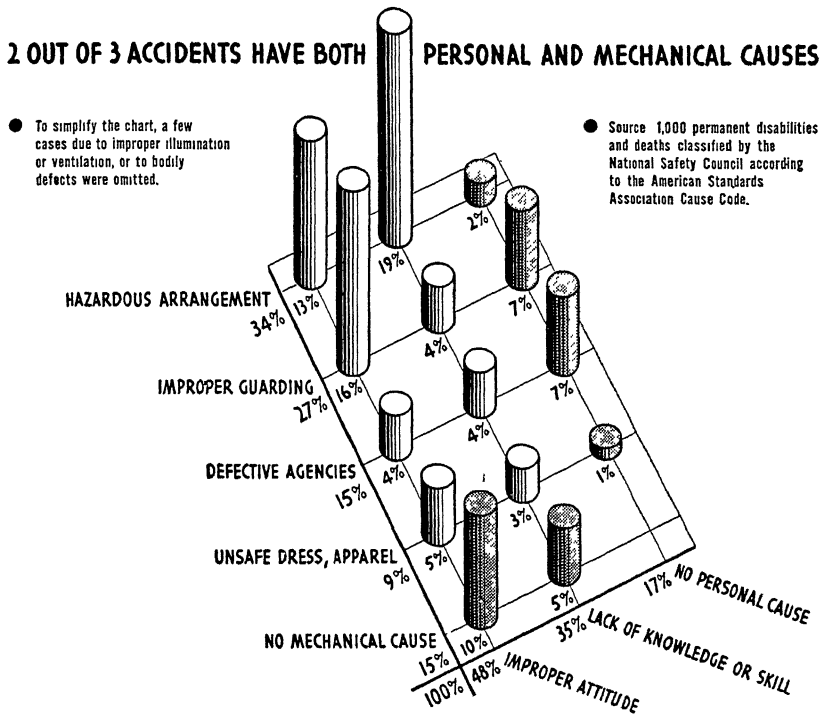 2 OUT OF 3 ACCIDENTS HAVE BOTH PERSONAL AND MECHANICAL CAUSES
● To simplify the chart, a few
cases due to improper illumination
or ventilation, or to bodily
defects were omitted.
● Source 1,000 permanent disabilities
and deaths classified by the
National Safety Council according
to the American Standards
Association Cause Code.
2%
19%
HAZARDOUS ARRANGEMENT
34%
13%
7%
4%
IMPROPER GUARDING
27%
16%
7%
4%
DEFECTIVE AGENCIES
15%
4%
1%
3%
UNSAFE DRESS, APPAREL
9%
5%
5%
NO MECHANICAL CAUSE
15%
10%
17% NO PERSONAL CAUSE
35% LACK OF KNOWLEDGE OR SKILL
48% IMPROPER ATTITUDE
100%